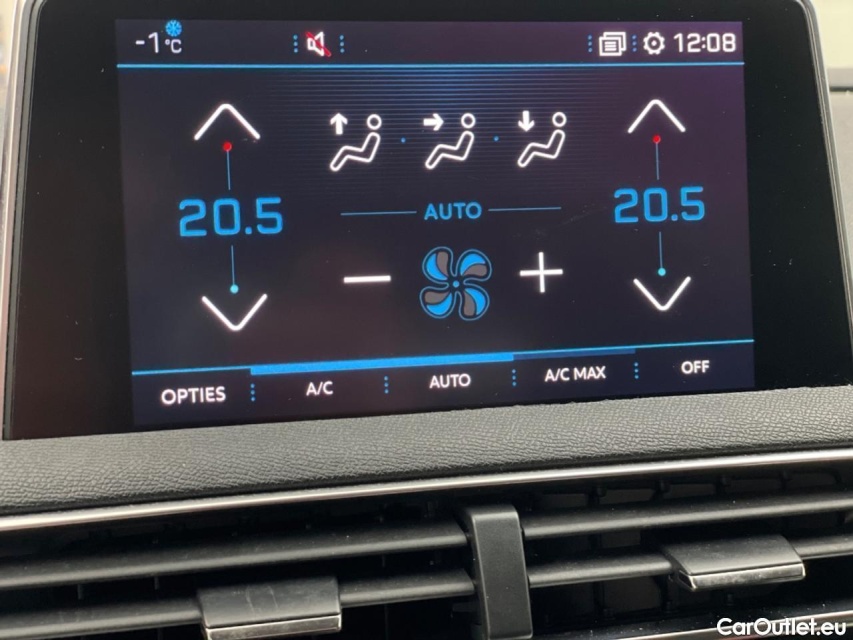 -1°C 12:08
20.5 AUTO 20.5
OPTIES A/C AUTO A/C MAX OFF
CarOutlet.eu